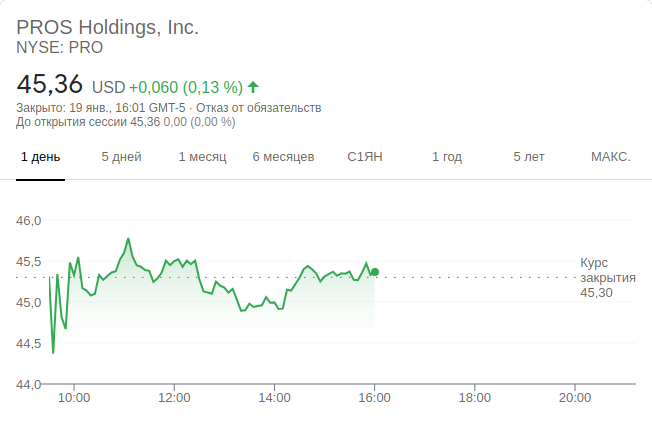 PROS Holdings, Inc.
NYSE: PRO
45,36 USD +0,060 (0,13 %)
Закрыто: 19 янв., 16:01 GMT-5 · Отказ от обязательств
До открытия сессии 45,36 0,00 (0,00 %)
1 день 5 дней 1 месяц 6 месяцев С1ЯН 1 год 5 лет МАКС.
46,0
45,5
Курс
закрытия
45,30
45,0
44,5
44,0
10:00 12:00 14:00 16:00 18:00 20:00